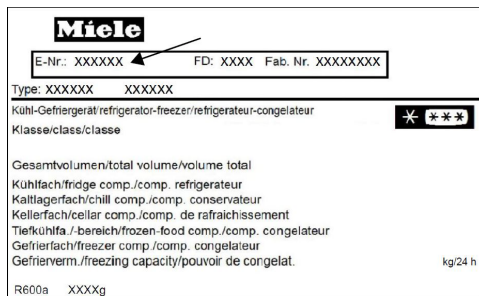 Miele
E-Nr.: XXXXXX FD: XXXX Fab. Nr. XXXXXXXX
Type: XXXXXX XXXXXX
Kühl-Gefriergerät/refrigerator-freezer/refrigerateur-congelateur
Klasse/class/classe
Gesamtvolumen/total volume/volume total
Kühlfach/fridge comp./comp. refrigerateur
Kaltlagerfach/chill comp./comp. conservateur
Kellerfach/cellar comp./comp. de rafraichissement
Tiefkühlfa./-bereich/frozen-food comp./comp. congelateur
Gefrierfach/freezer comp./comp. congelateur
Gefrierverm./freezing capacity/pouvoir de congelat. kg/24 h
R600a XXXXg